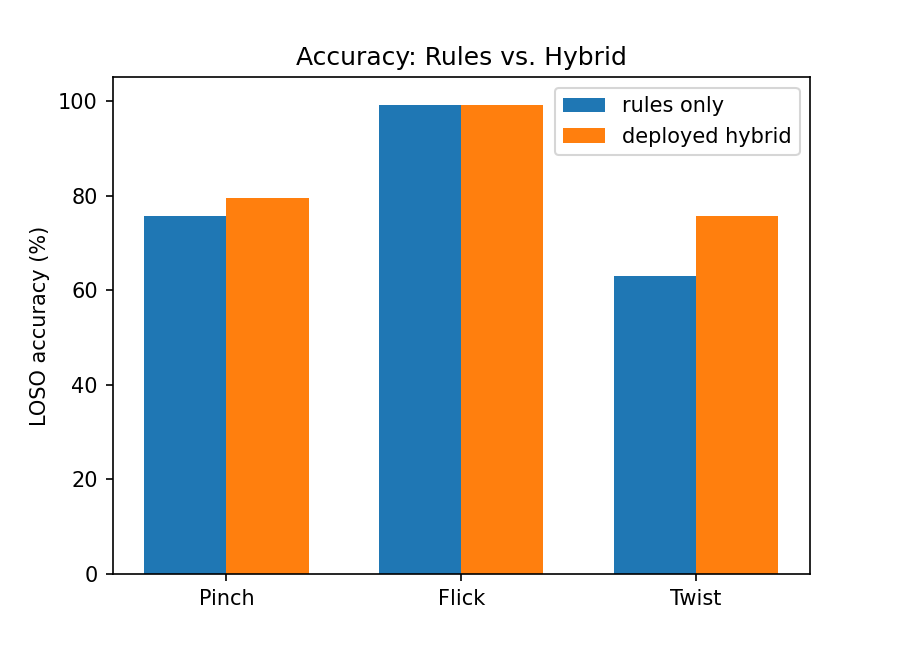 Accuracy: Rules vs. Hybrid
rules only
deployed hybrid
LOSO accuracy (%)
100
80
60
40
20
0
Pinch
Flick
Twist